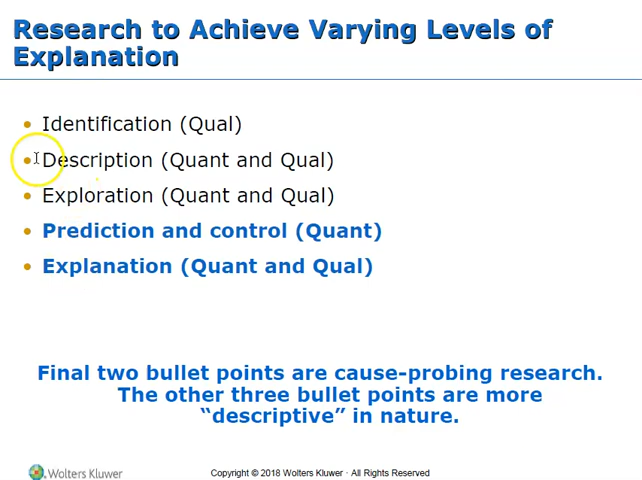 Research to Achieve Varying Levels of
Explanation
• Identification (Qual)
• Description (Quant and Qual)
• Exploration (Quant and Qual)
• Prediction and control (Quant)
• Explanation (Quant and Qual)
Final two bullet points are cause-probing research.
The other three bullet points are more
“descriptive” in nature.
Wolters Kluwer
Copyright © 2018 Wolters Kluwer · All Rights Reserved